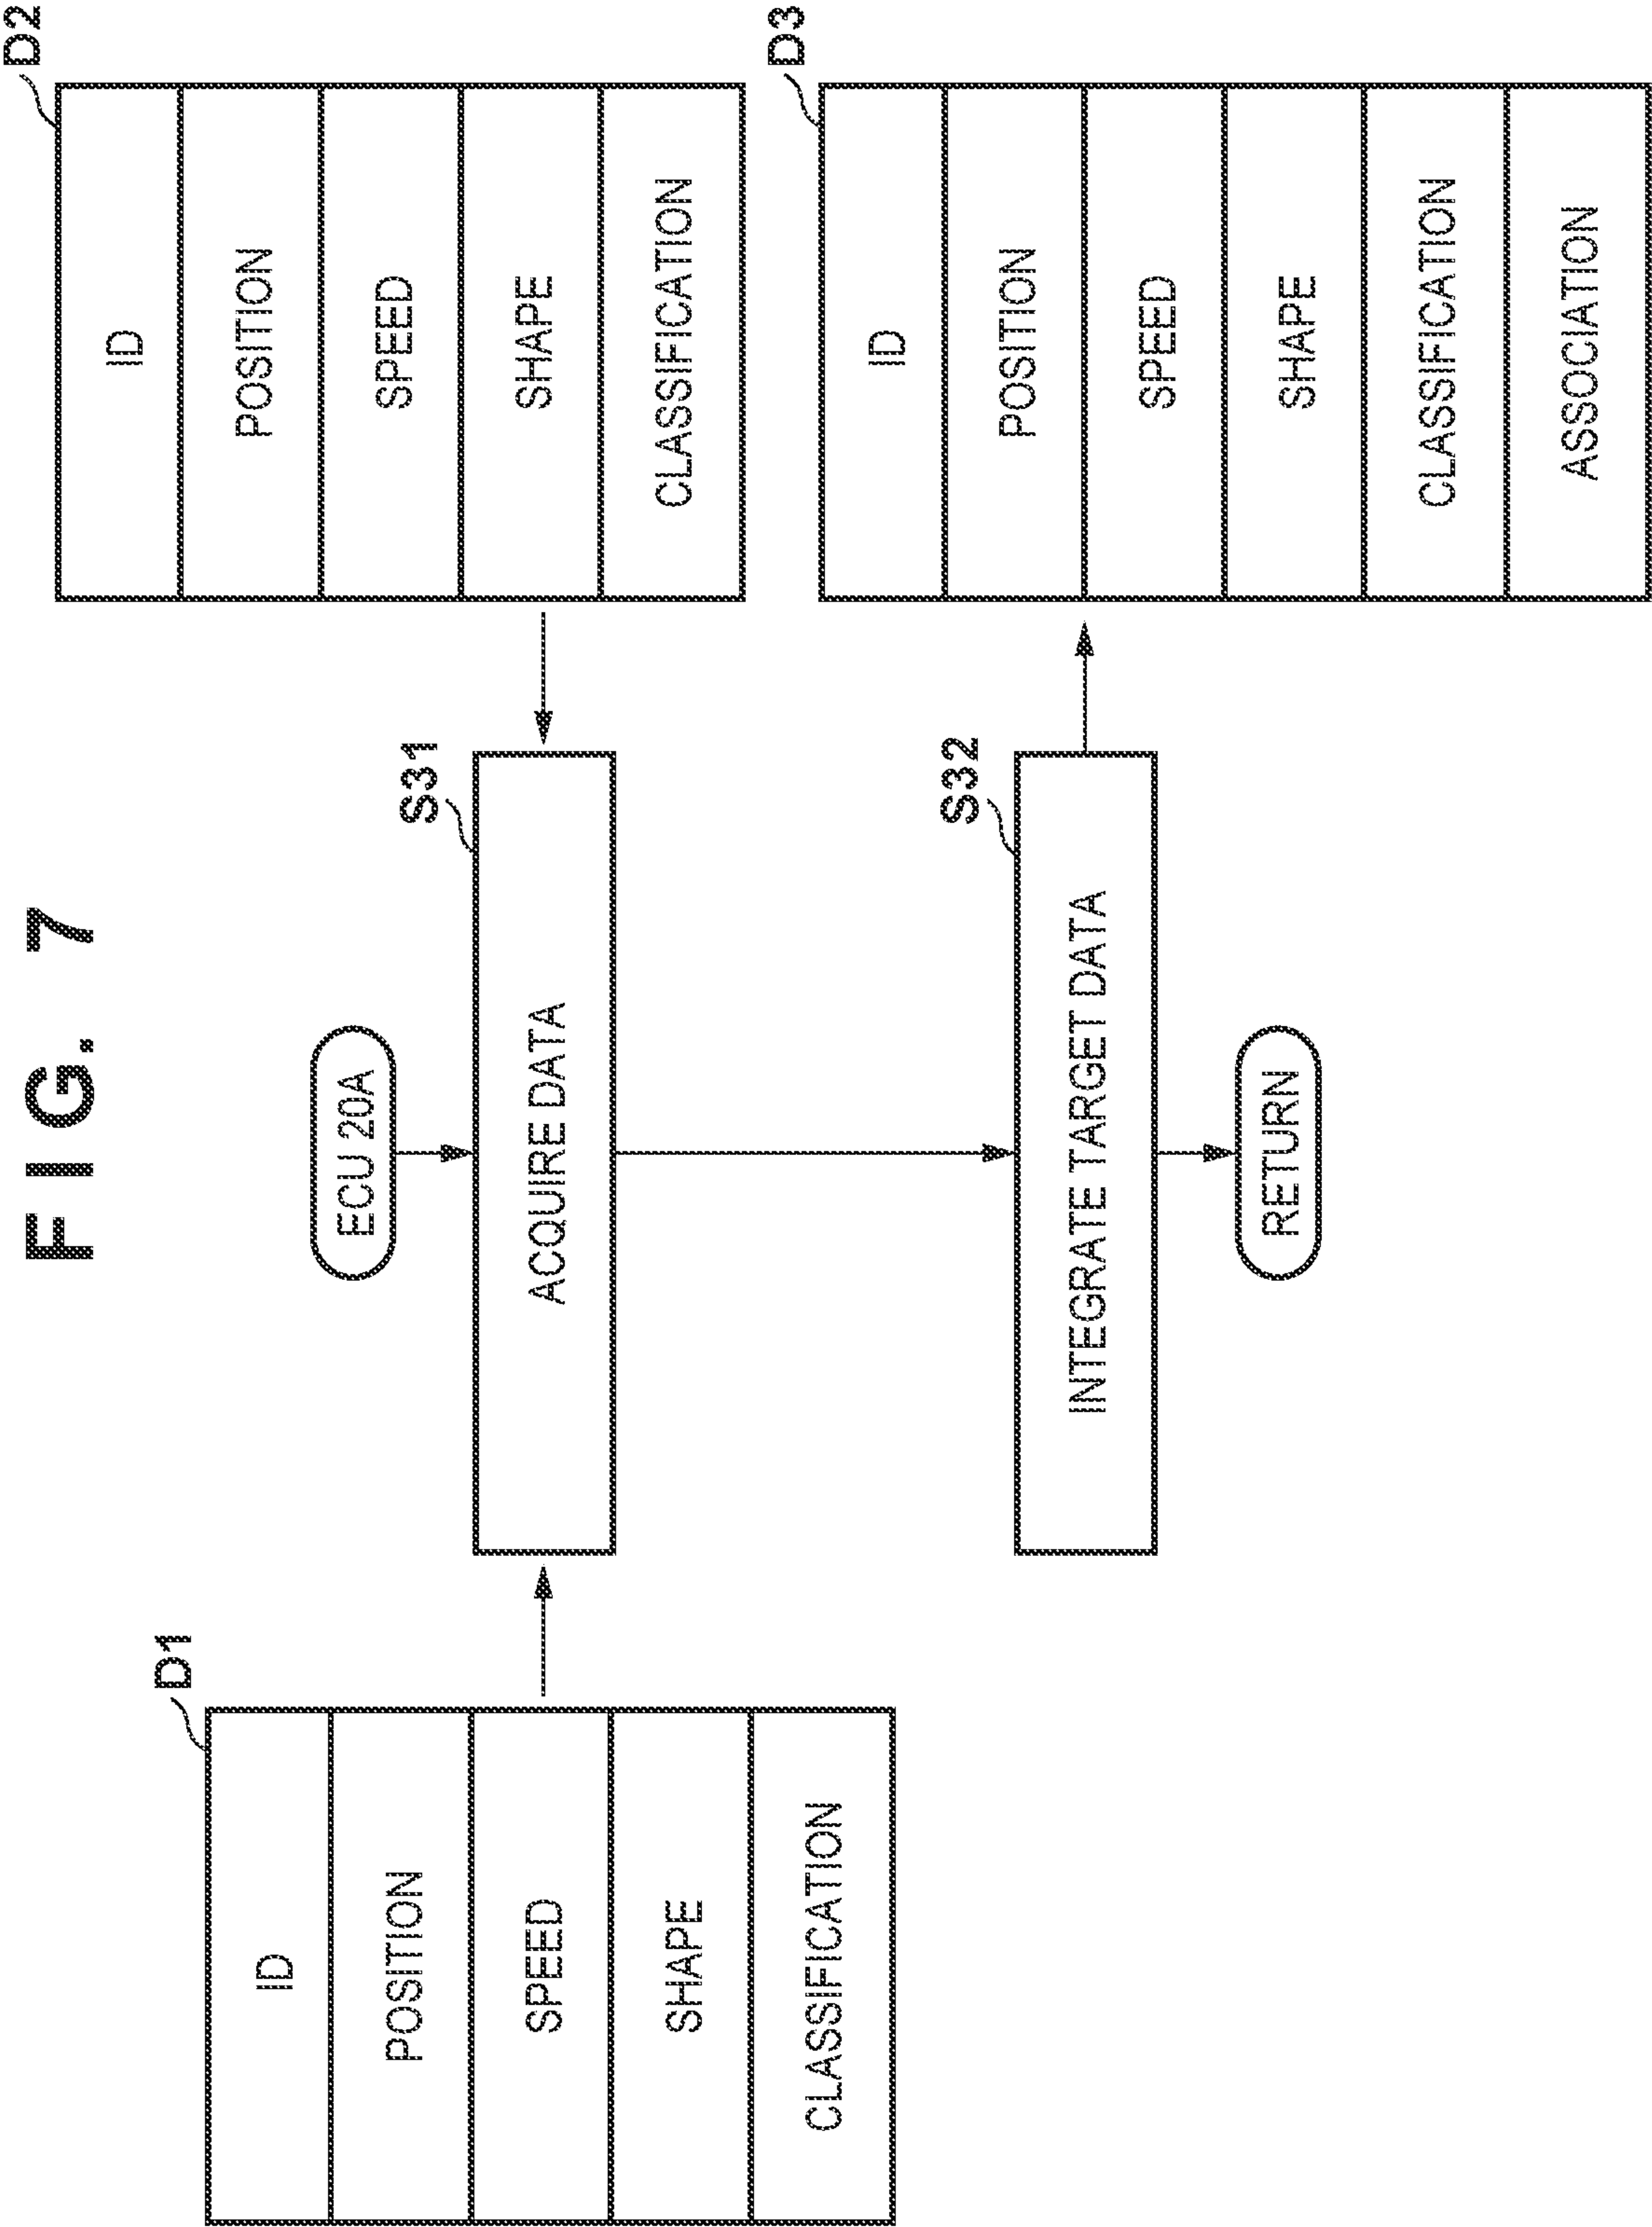 FIG. 7
ECU 20A
D1
ID
POSITION
SPEED
SHAPE
CLASSIFICATION
S31
ACQUIRE DATA
D2
ID
POSITION
SPEED
SHAPE
CLASSIFICATION
S32
INTEGRATE TARGET DATA
D3
ID
POSITION
SPEED
SHAPE
CLASSIFICATION
ASSOCIATION
RETURN